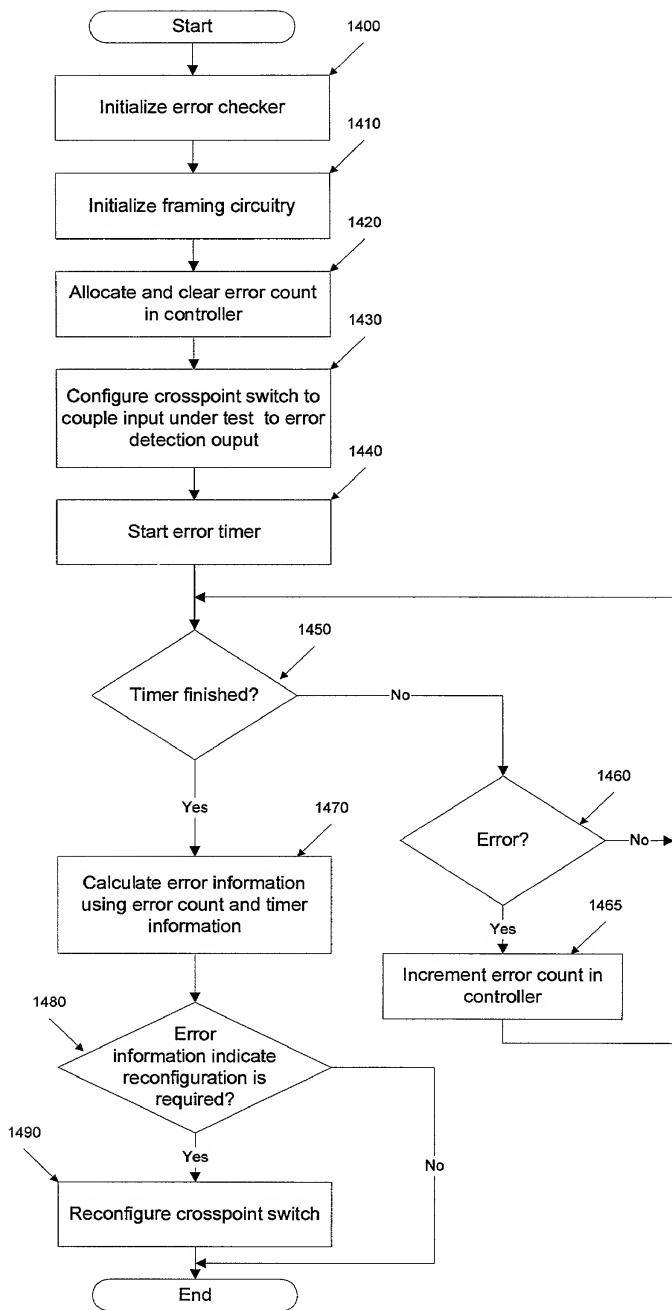 Start
1400
Initialize error checker
1410
Initialize framing circuitry
1420
Allocate and clear error count
in controller
1430
Configure crosspoint switch to
couple input under test to error
detection ouput
1440
Start error timer
1450
Timer finished?
No
1460
Error?
No
Yes
1465
Increment error count in
controller
Yes
1470
Calculate error information
using error count and timer
information
1480
Error
information indicate
reconfiguration is
required?
No
Yes
1490
Reconfigure crosspoint switch
End